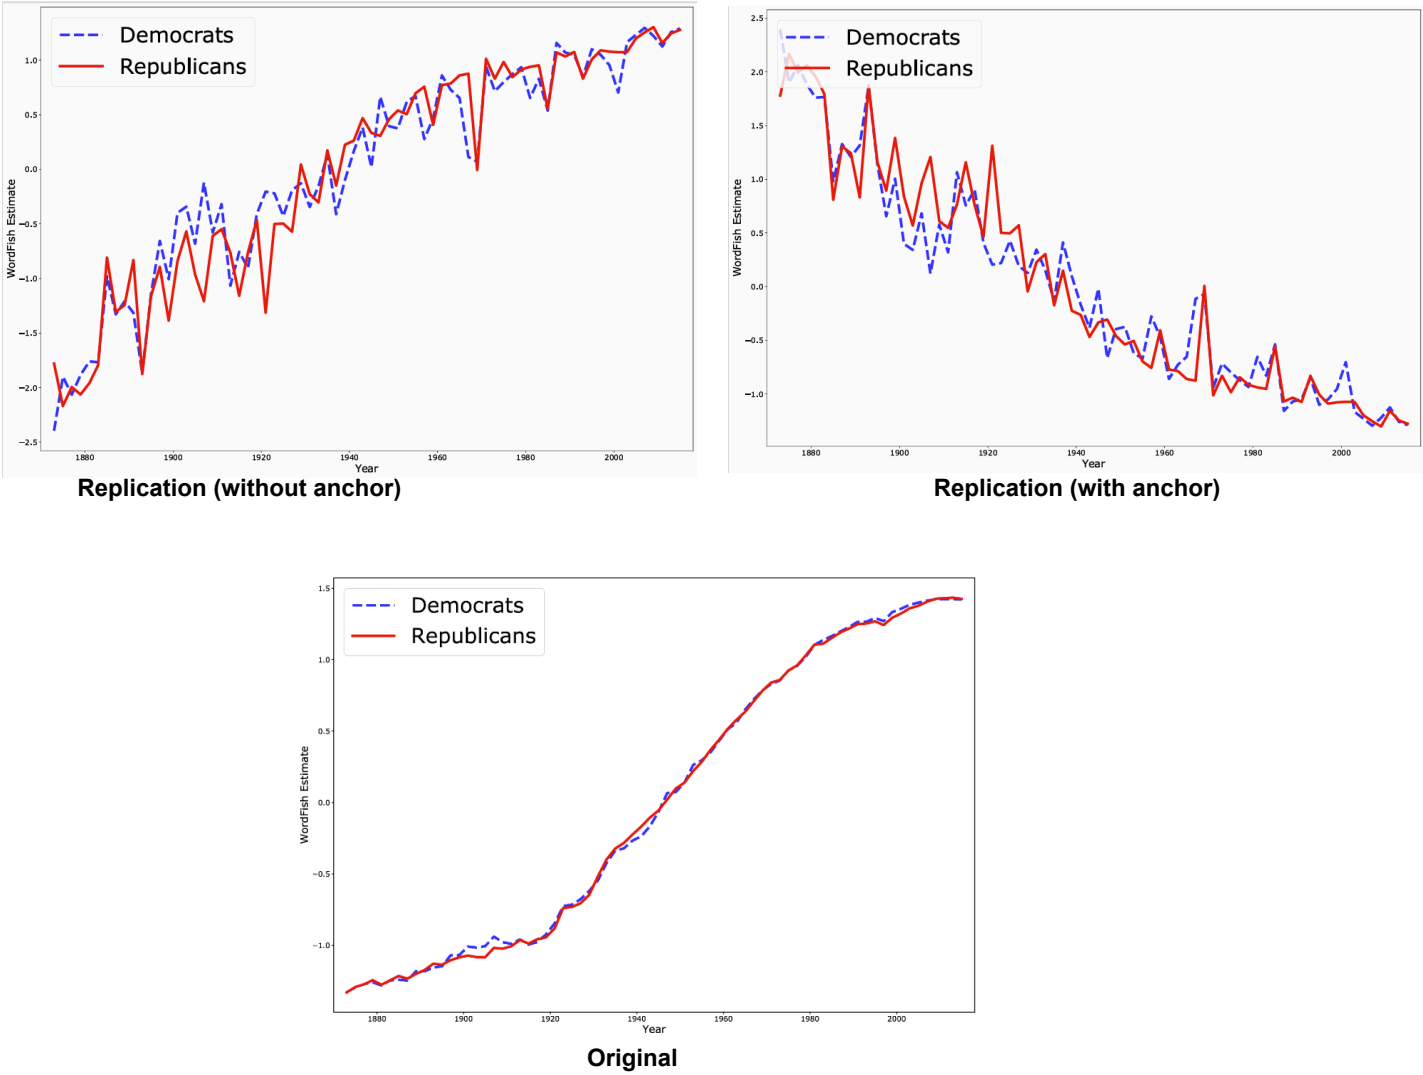 Democrats
Republicans
1.0
0.5
0.0
−0.5
−1.0
−1.5
−2.0
−2.5
WordFish Estimate
1880 1900 1920 1940 1960 1980 2000
Year
Replication (without anchor)
Democrats
Republicans
2.5
2.0
1.5
1.0
0.5
0.0
−0.5
−1.0
WordFish Estimate
1880 1900 1920 1940 1960 1980 2000
Year
Replication (with anchor)
Democrats
Republicans
1.5
1.0
0.5
0.0
−0.5
−1.0
WordFish Estimate
1880 1900 1920 1940 1960 1980 2000
Year
Original